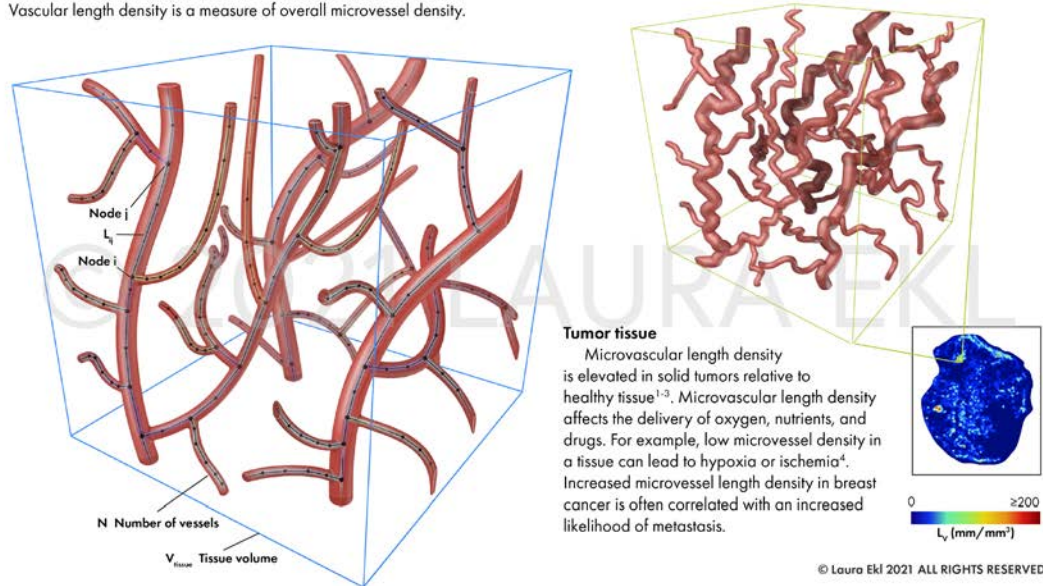 Vascular length density is a measure of overall microvessel density.
Node j
L_ij
Node i
N Number of vessels
V_tissue Tissue volume
Tumor tissue
Microvascular length density
is elevated in solid tumors relative to
healthy tissue¹⁻³. Microvascular length density
affects the delivery of oxygen, nutrients, and
drugs. For example, low microvessel density in
a tissue can lead to hypoxia or ischemia⁴.
Increased microvessel length density in breast
cancer is often correlated with an increased
likelihood of metastasis.
0 ≥200
L_v (mm/mm³)
© 2021 LAURA EKL
© Laura Ekl 2021 ALL RIGHTS RESERVED